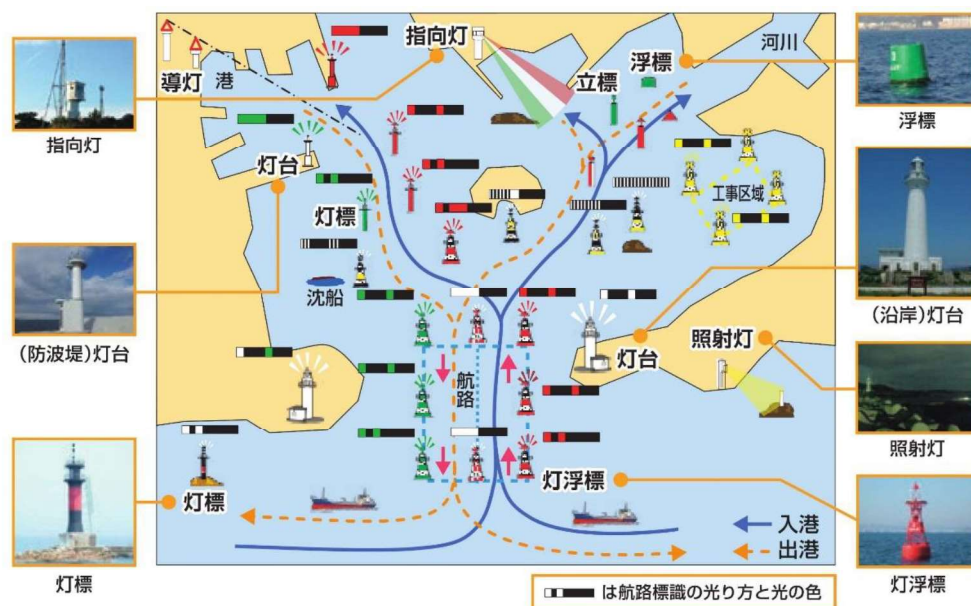 指向灯
河川
浮標
導灯
港
立標
指向灯
浮標
灯台
工事区域
灯標
沈船
(防波堤)灯台
(沿岸)灯台
灯台
照射灯
航路
照射灯
灯標
灯浮標
入港
出港
灯標
灯浮標
は航路標識の光り方と光の色